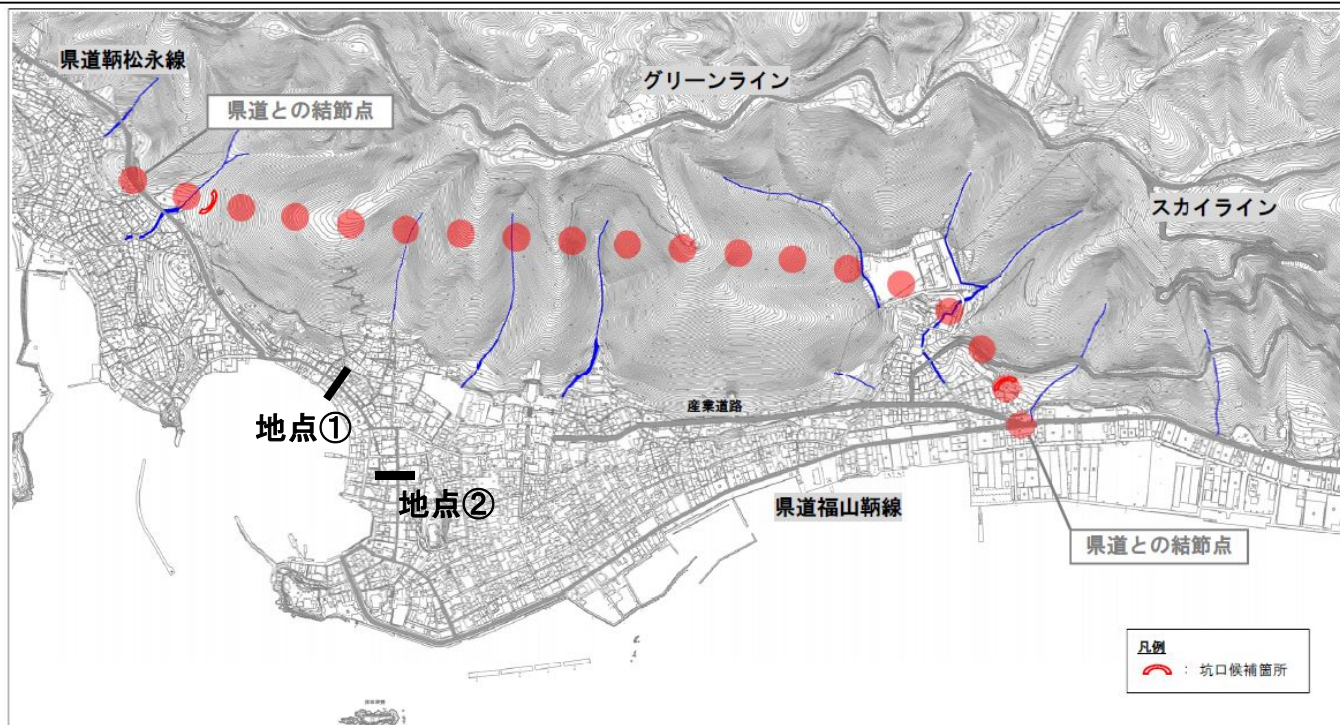 県道鞆松永線
グリーンライン
県道との結節点
スカイライン
地点①
産業道路
地点②
県道福山鞆線
県道との結節点
凡例
： 坑口候補箇所